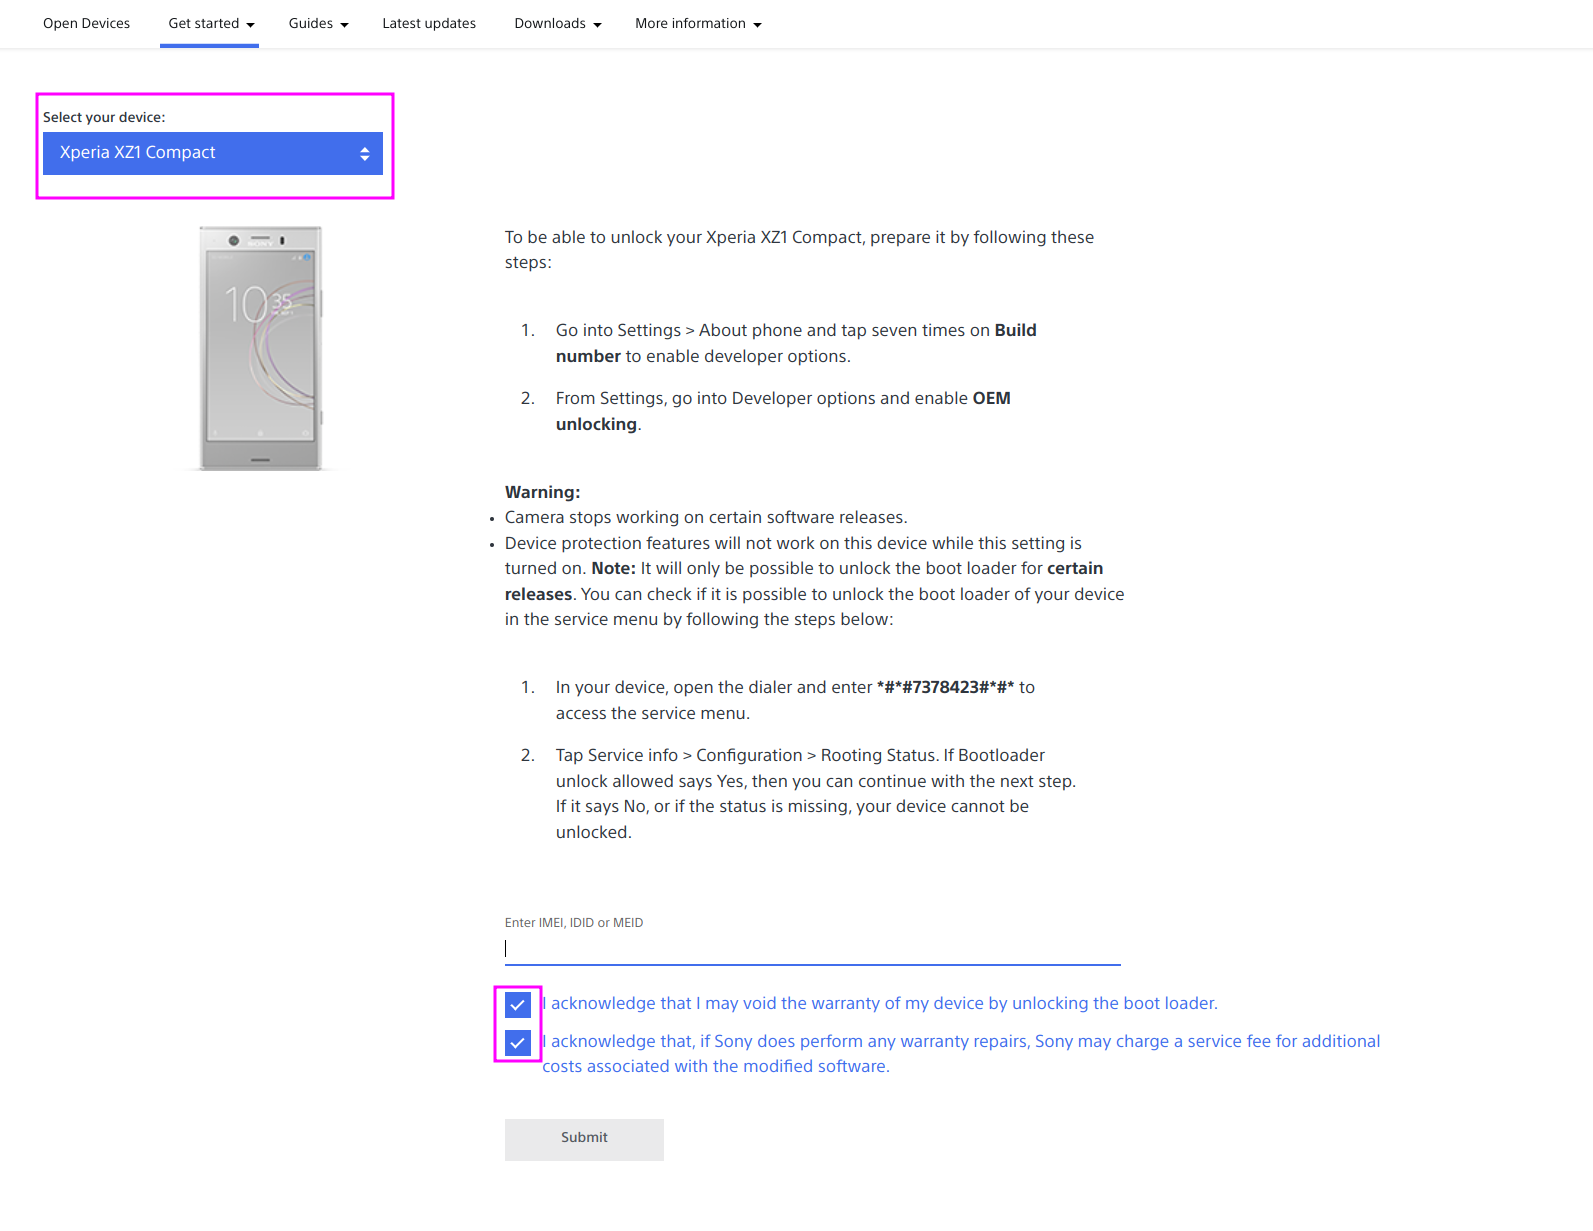 Open Devices Get started Guides Latest updates Downloads More information
Select your device:
Xperia XZ1 Compact
SONY
10 35
To be able to unlock your Xperia XZ1 Compact, prepare it by following these
steps:
1. Go into Settings > About phone and tap seven times on Build
number to enable developer options.
2. From Settings, go into Developer options and enable OEM
unlocking.
Warning:
• Camera stops working on certain software releases.
• Device protection features will not work on this device while this setting is
turned on. Note: It will only be possible to unlock the boot loader for certain
releases. You can check if it is possible to unlock the boot loader of your device
in the service menu by following the steps below:
1. In your device, open the dialer and enter *#*#7378423#*#* to
access the service menu.
2. Tap Service info > Configuration > Rooting Status. If Bootloader
unlock allowed says Yes, then you can continue with the next step.
If it says No, or if the status is missing, your device cannot be
unlocked.
Enter IMEI, IDID or MEID
I acknowledge that I may void the warranty of my device by unlocking the boot loader.
I acknowledge that, if Sony does perform any warranty repairs, Sony may charge a service fee for additional
costs associated with the modified software.
Submit